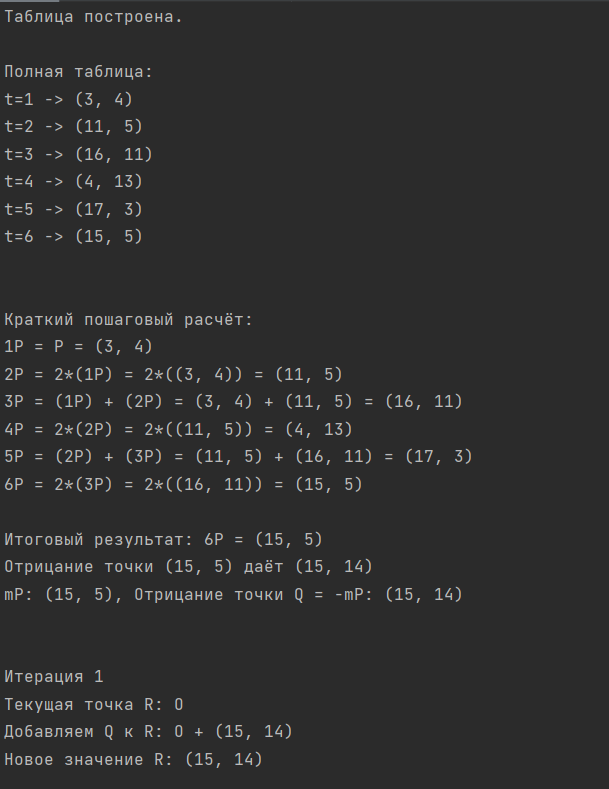 Таблица построена.
Полная таблица:
t=1 -> (3, 4)
t=2 -> (11, 5)
t=3 -> (16, 11)
t=4 -> (4, 13)
t=5 -> (17, 3)
t=6 -> (15, 5)
Краткий пошаговый расчёт:
1P = P = (3, 4)
2P = 2*(1P) = 2*((3, 4)) = (11, 5)
3P = (1P) + (2P) = (3, 4) + (11, 5) = (16, 11)
4P = 2*(2P) = 2*((11, 5)) = (4, 13)
5P = (2P) + (3P) = (11, 5) + (16, 11) = (17, 3)
6P = 2*(3P) = 2*((16, 11)) = (15, 5)
Итоговый результат: 6P = (15, 5)
Отрицание точки (15, 5) даёт (15, 14)
mP: (15, 5), Отрицание точки Q = -mP: (15, 14)
Итерация 1
Текущая точка R: O
Добавляем Q к R: O + (15, 14)
Новое значение R: (15, 14)